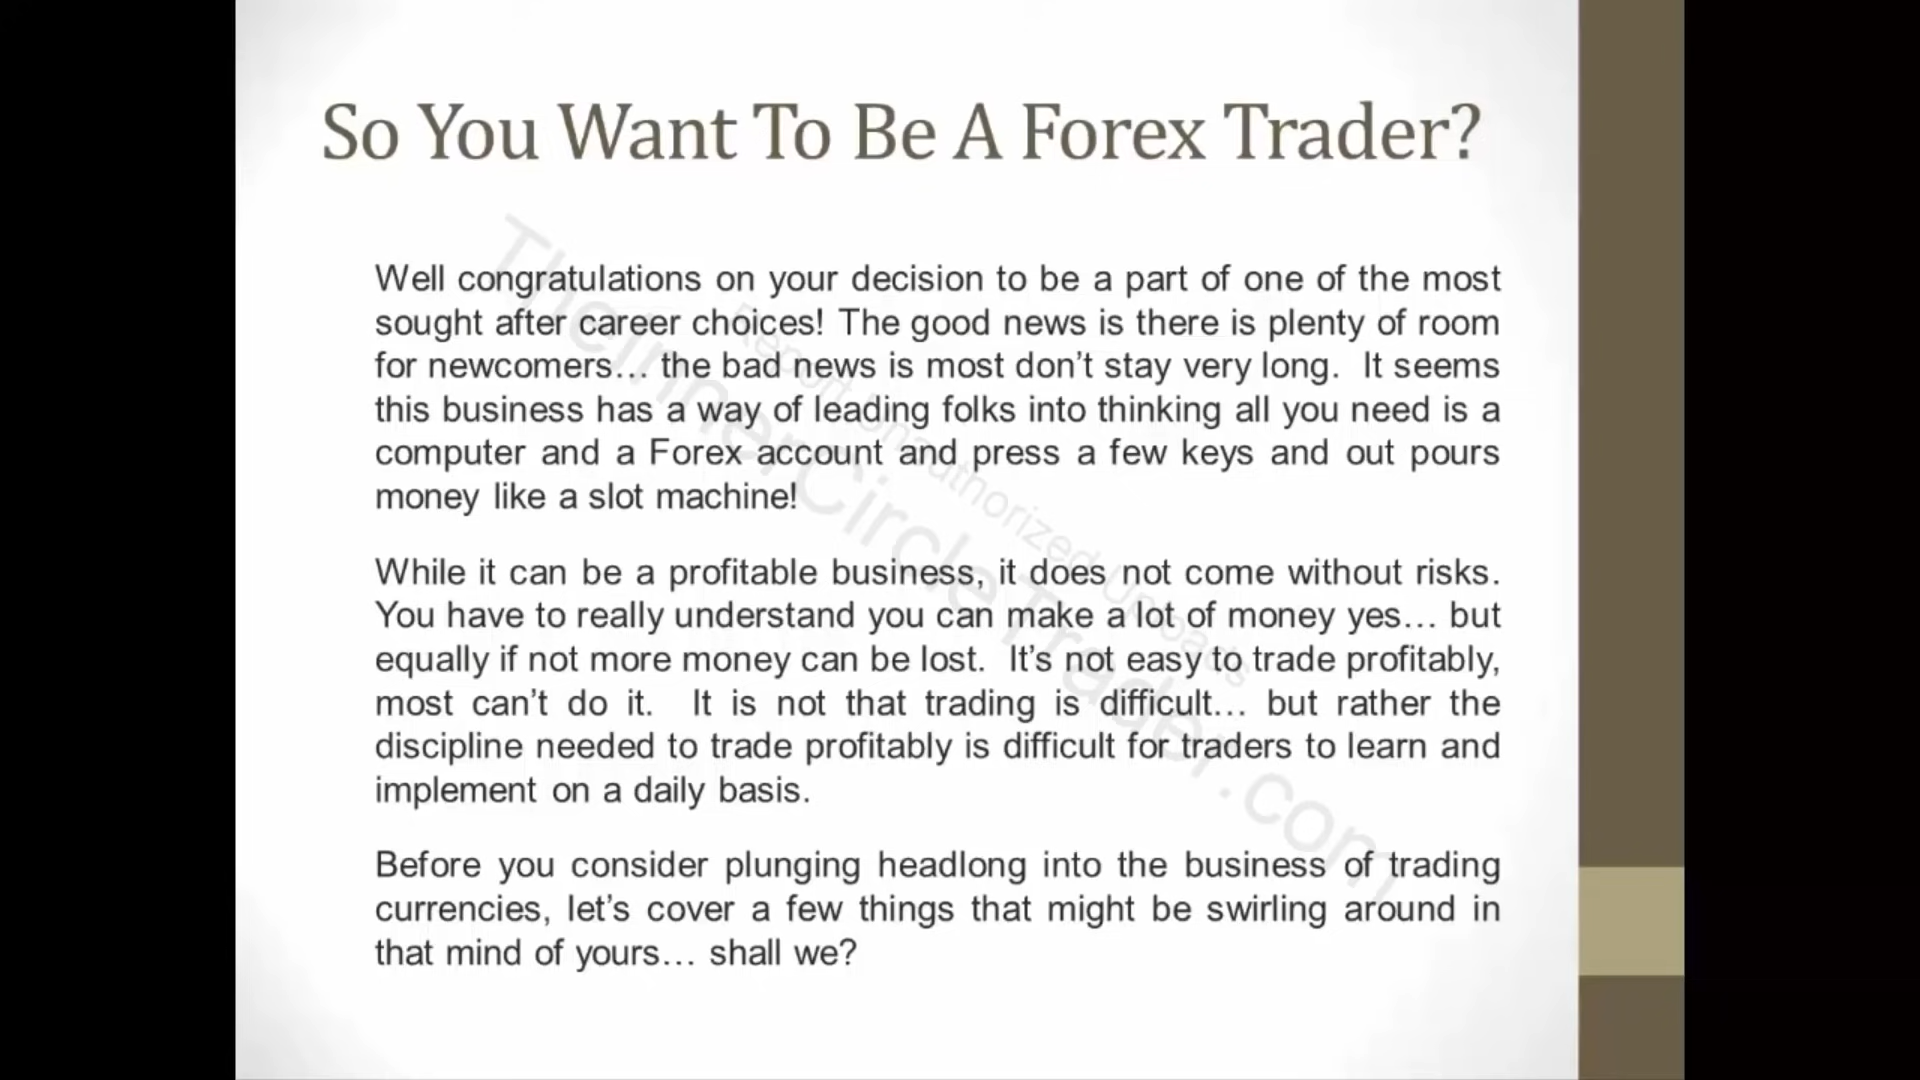 So You Want To Be A Forex Trader?
Well congratulations on your decision to be a part of one of the most
sought after career choices! The good news is there is plenty of room
for newcomers… the bad news is most don’t stay very long.  It seems
this business has a way of leading folks into thinking all you need is a
computer and a Forex account and press a few keys and out pours
money like a slot machine!
While it can be a profitable business, it does not come without risks.
You have to really understand you can make a lot of money yes… but
equally if not more money can be lost.  It’s not easy to trade profitably,
most can’t do it.  It is not that trading is difficult… but rather the
discipline needed to trade profitably is difficult for traders to learn and
implement on a daily basis.
Before you consider plunging headlong into the business of trading
currencies, let’s cover a few things that might be swirling around in
that mind of yours… shall we?
TheInnerCircleTrader.com
Report Unauthorized Uploads